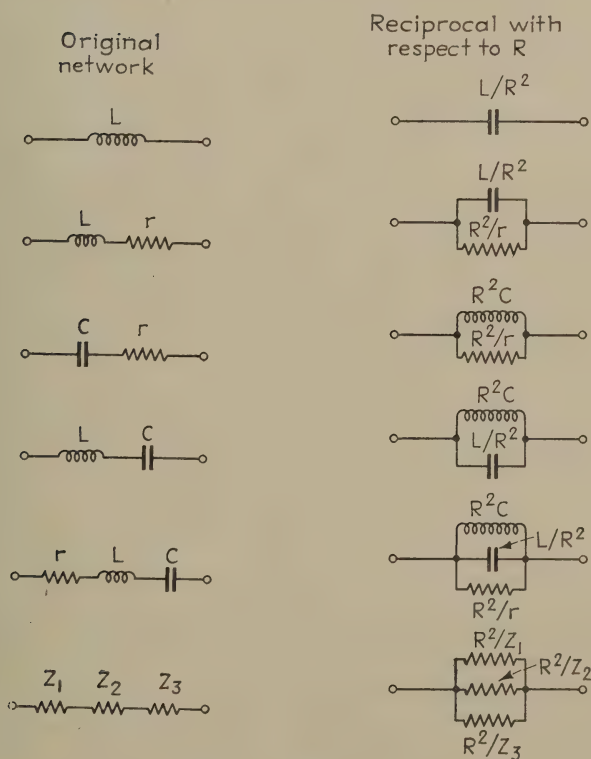 Original
network
Reciprocal with
respect to R
L
L/R²
L r
L/R²
R²/r
C r
R²C
R²/r
L C
R²C
L/R²
r L C
R²C
L/R²
R²/r
Z₁ Z₂ Z₃
R²/Z₁
R²/Z₂
R²/Z₃